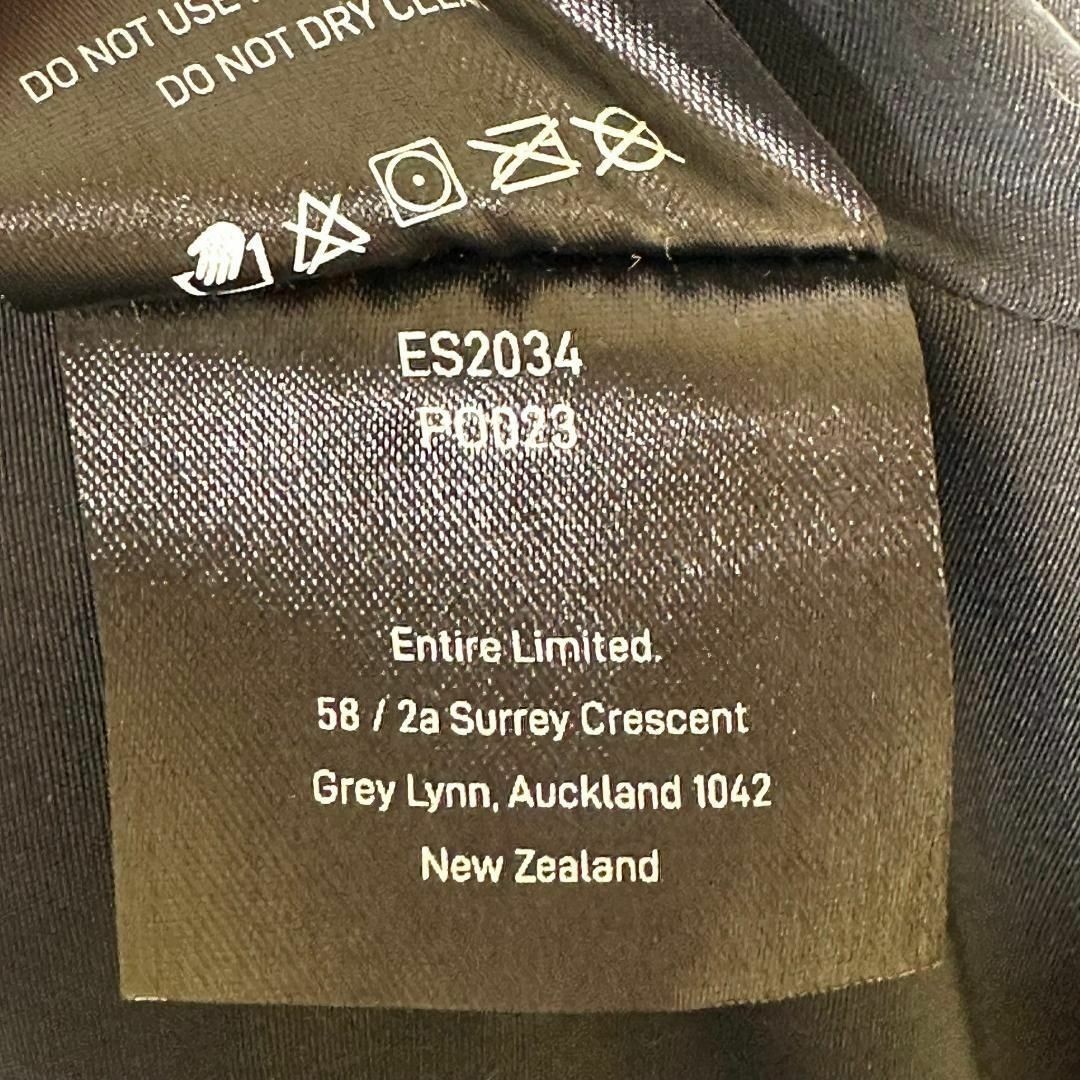 DO NOT USE
DO NOT DRY
ES2034
PO023
Entire Limited.
58 / 2a Surrey Crescent
Grey Lynn, Auckland 1042
New Zealand